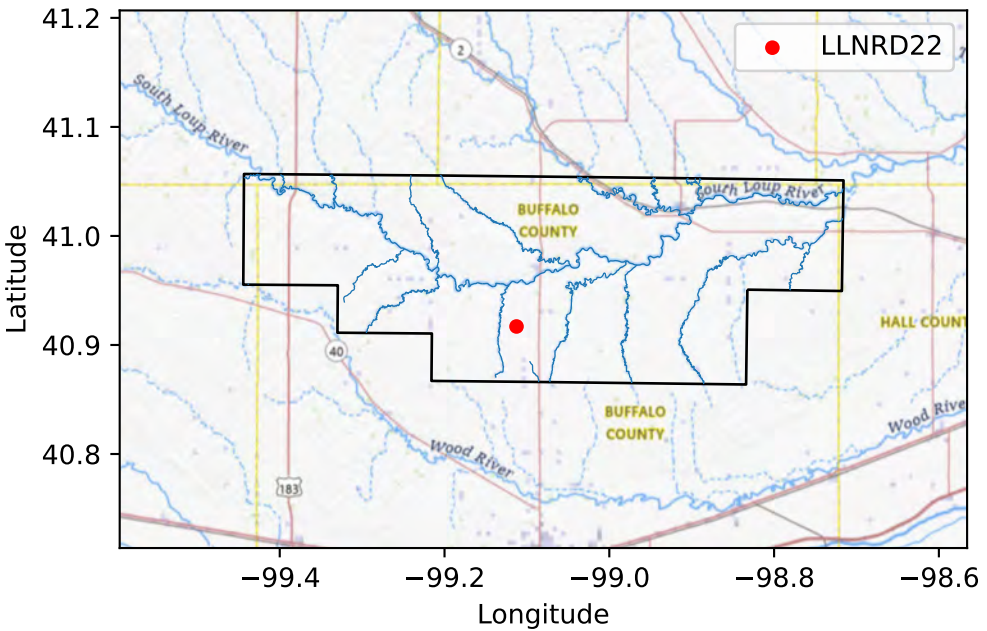 41.2
41.1
41.0
40.9
40.8
Latitude
2
LLNRD22
South Loup River
South Loup River
BUFFALO
COUNTY
HALL COUNT
40
BUFFALO
COUNTY
Wood River
Wood Rive
183
−99.4
−99.2
−99.0
−98.8
−98.6
Longitude